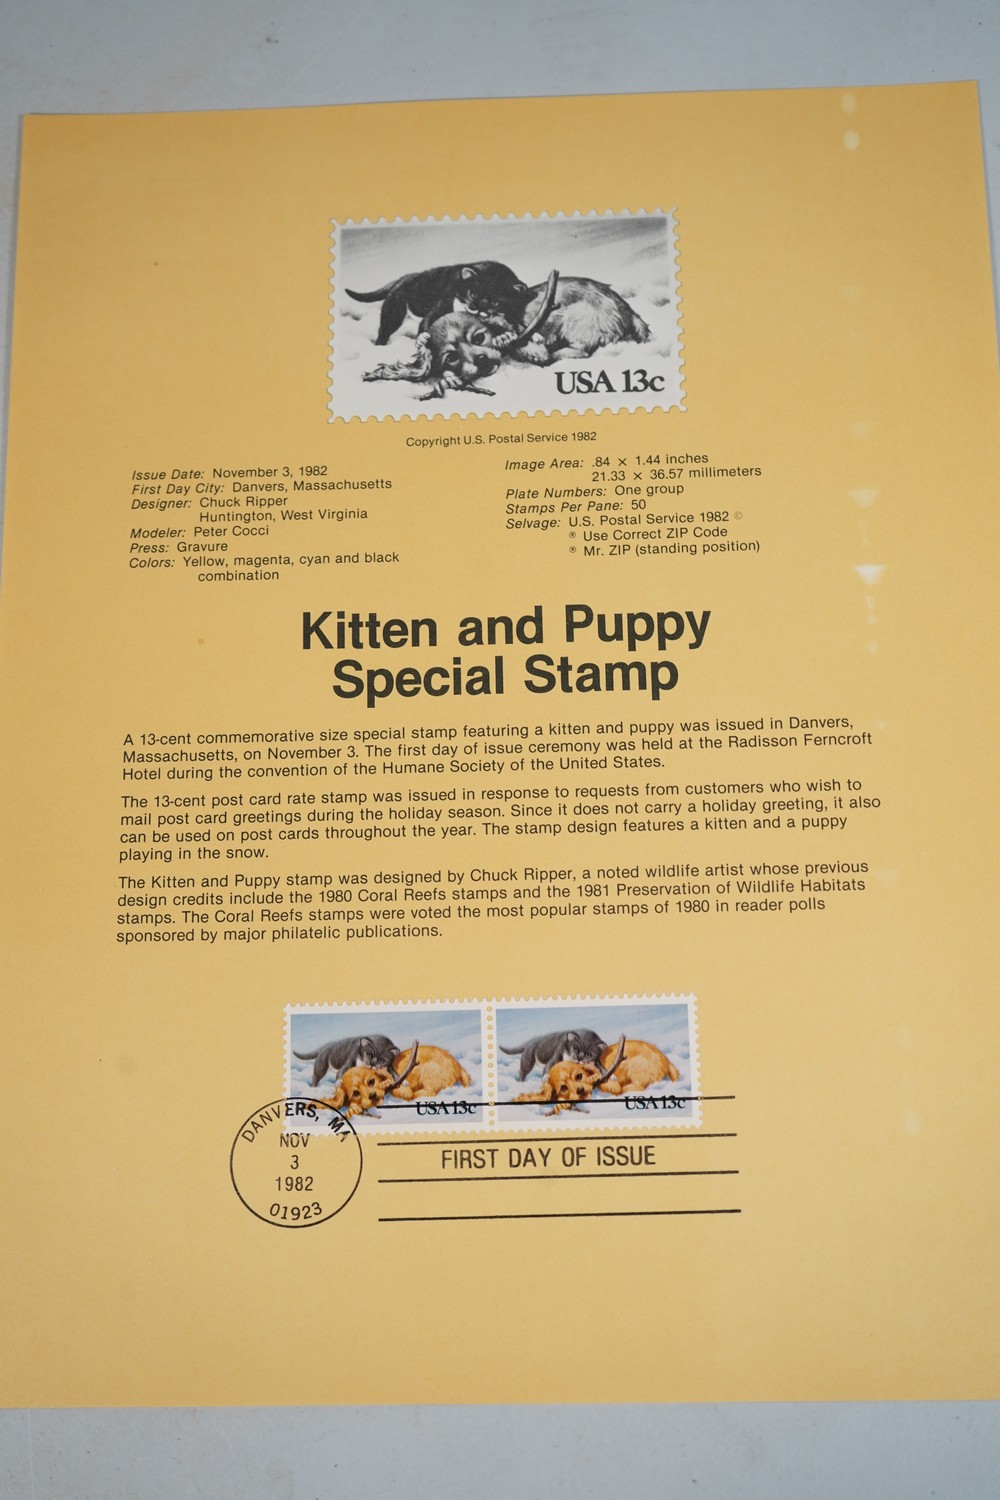 USA 13c
Copyright U.S. Postal Service 1982
Issue Date: November 3, 1982
First Day City: Danvers, Massachusetts
Designer: Chuck Ripper
Huntington, West Virginia
Modeler: Peter Cocci
Press: Gravure
Colors: Yellow, magenta, cyan and black
combination
Image Area: .84 × 1.44 inches
21.33 × 36.57 millimeters
Plate Numbers: One group
Stamps Per Pane: 50
Selvage: U.S. Postal Service 1982 ©
® Use Correct ZIP Code
® Mr. ZIP (standing position)
Kitten and Puppy
Special Stamp
A 13-cent commemorative size special stamp featuring a kitten and puppy was issued in Danvers,
Massachusetts, on November 3. The first day of issue ceremony was held at the Radisson Ferncroft
Hotel during the convention of the Humane Society of the United States.
The 13-cent post card rate stamp was issued in response to requests from customers who wish to
mail post card greetings during the holiday season. Since it does not carry a holiday greeting, it also
can be used on post cards throughout the year. The stamp design features a kitten and a puppy
playing in the snow.
The Kitten and Puppy stamp was designed by Chuck Ripper, a noted wildlife artist whose previous
design credits include the 1980 Coral Reefs stamps and the 1981 Preservation of Wildlife Habitats
stamps. The Coral Reefs stamps were voted the most popular stamps of 1980 in reader polls
sponsored by major philatelic publications.
USA 13c
USA 13c
DANVERS, MA
NOV
3
1982
01923
FIRST DAY OF ISSUE